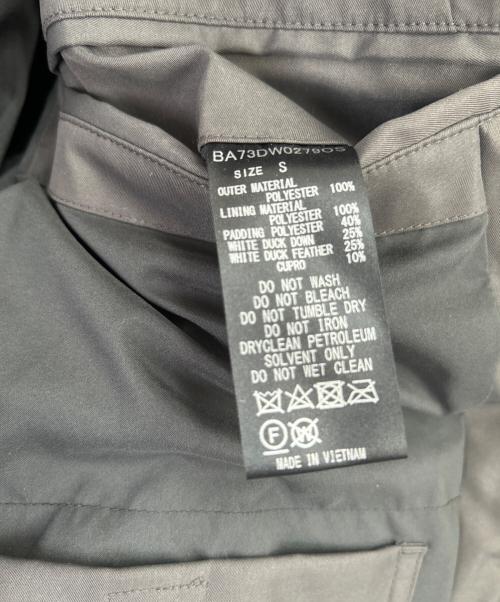 BA73DW0279OS
SIZE S
OUTER MATERIAL
POLYESTER 100%
LINING MATERIAL
POLYESTER 100%
PADDING POLYESTER 40%
WHITE DUCK DOWN 25%
WHITE DUCK FEATHER 25%
CUPRO 10%
DO NOT WASH
DO NOT BLEACH
DO NOT TUMBLE DRY
DO NOT IRON
DRYCLEAN PETROLEUM
SOLVENT ONLY
DO NOT WET CLEAN
F W
MADE IN VIETNAM